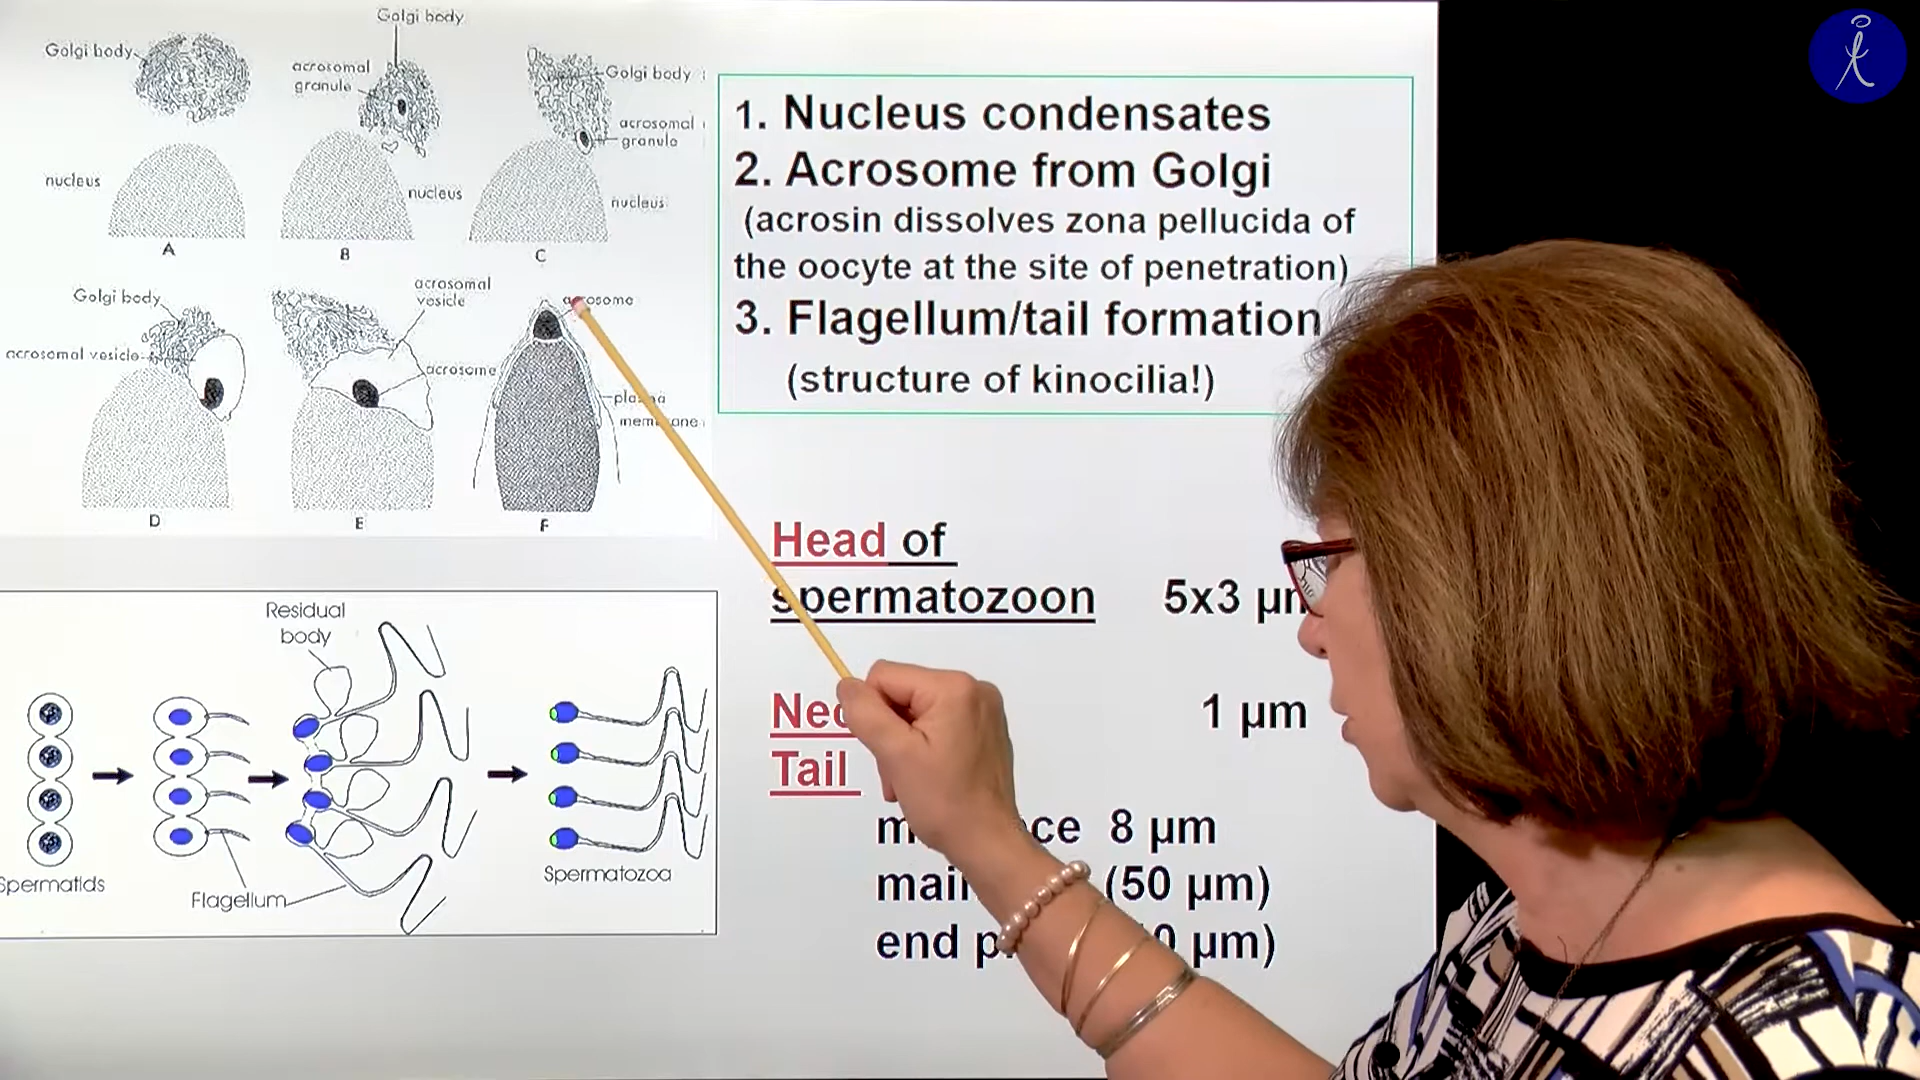 Golgi body
Golgi body
acrosomal
granule
Golgi body
acrosomal
granule
nucleus
nucleus
nucleus
A
B
C
Golgi body
acrosomal vesicle
acrosomal
vesicle
acrosome
acrosome
D
E
F
1. Nucleus condensates
2. Acrosome from Golgi
(acrosin dissolves zona pellucida of
the oocyte at the site of penetration)
3. Flagellum/tail formation
(structure of kinocilia!)
Residual
body
Spermatids
Flagellum
Spermatozoa
Head of
spermatozoon 5x3 µm
1 µm
Tail
8 µm
(50 µm)
end µm)